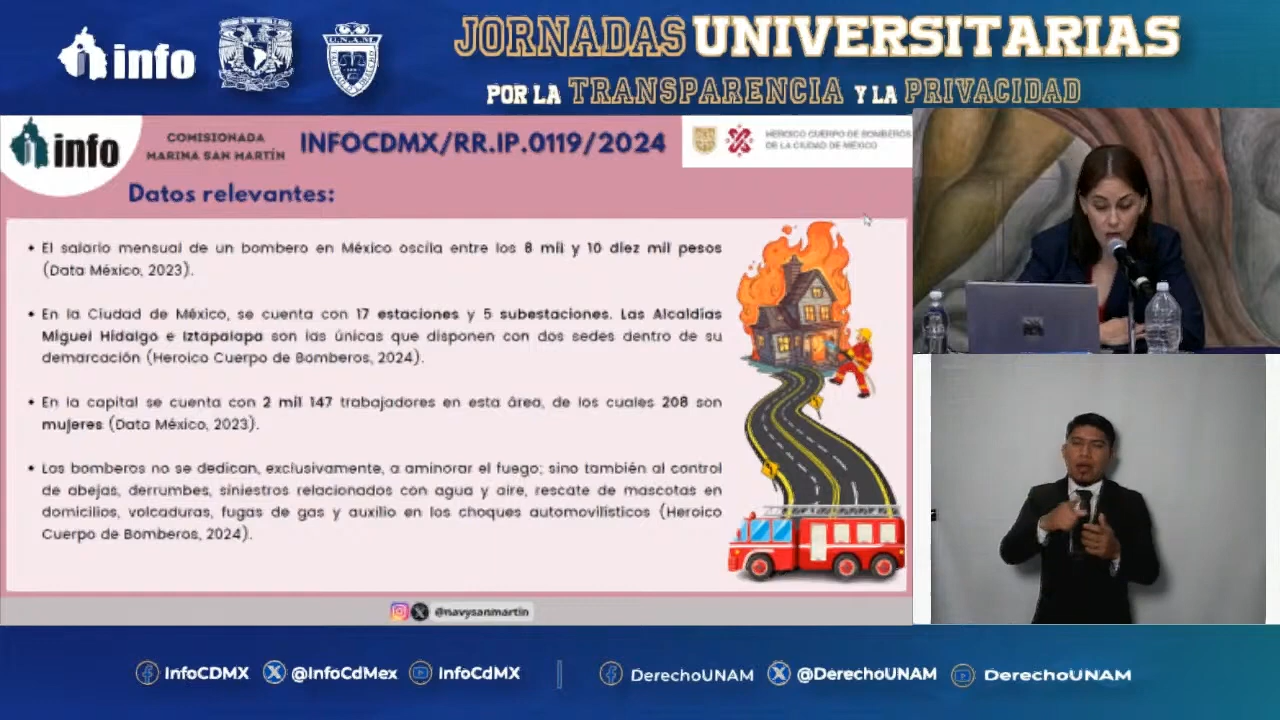 info
JORNADAS UNIVERSITARIAS
POR LA TRANSPARENCIA Y LA PRIVACIDAD
info
COMISIONADA
MARINA SAN MARTÍN
INFOCDMX/RR.IP.0119/2024
HEROICO CUERPO DE BOMBEROS
DE LA CIUDAD DE MÉXICO
Datos relevantes:
• El salario mensual de un bombero en México oscila entre los 8 mil y 10 diez mil pesos
(Data México, 2023).
• En la Ciudad de México, se cuenta con 17 estaciones y 5 subestaciones. Las Alcaldías
Miguel Hidalgo e Iztapalapa son las únicas que disponen con dos sedes dentro de su
demarcación (Heroico Cuerpo de Bomberos, 2024).
• En la capital se cuenta con 2 mil 147 trabajadores en esta área, de los cuales 208 son
mujeres (Data México, 2023).
• Los bomberos no se dedican, exclusivamente, a aminorar el fuego; sino también al control
de abejas, derrumbes, siniestros relacionados con agua y aire, rescate de mascotas en
domicilios, volcaduras, fugas de gas y auxilio en los choques automovilísticos (Heroico
Cuerpo de Bomberos, 2024).
@navysanmartin
InfoCDMX @InfoCdMex InfoCdMX | DerechoUNAM @DerechoUNAM DerechoUNAM